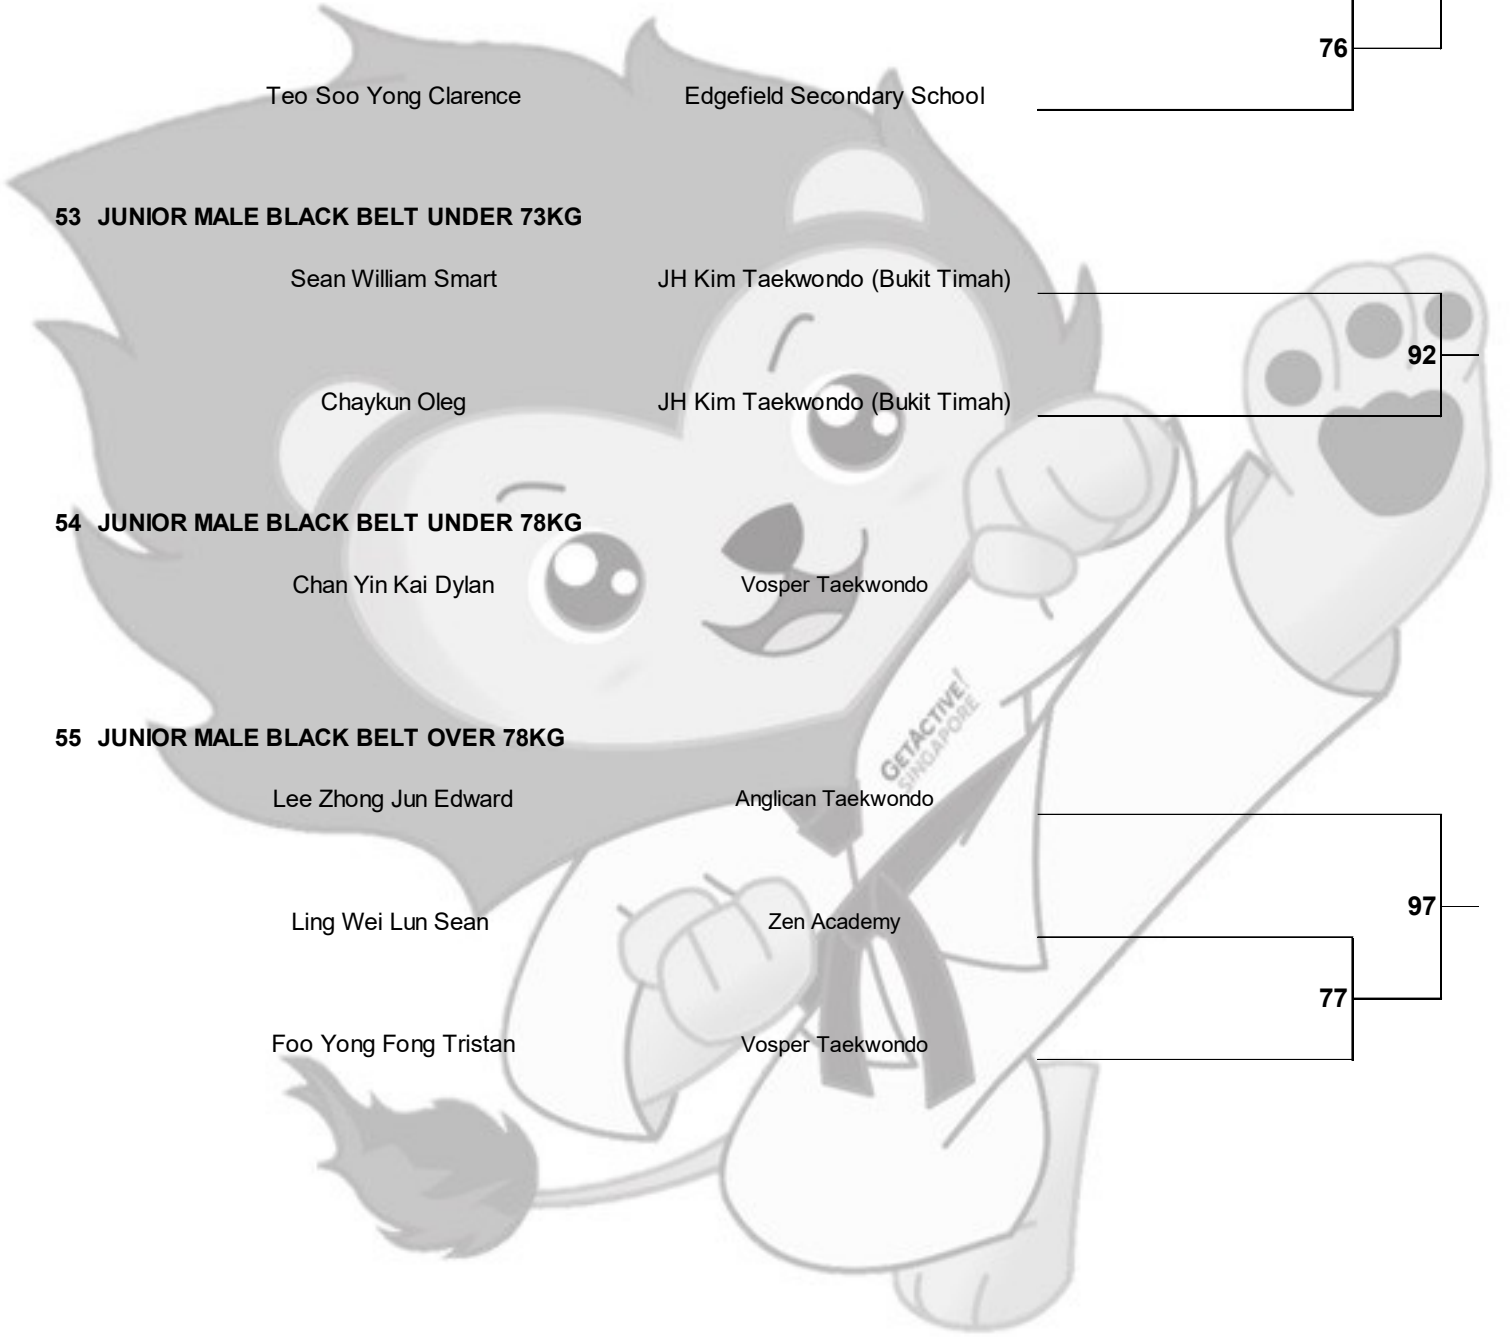 76
Teo Soo Yong Clarence Edgefield Secondary School
53 JUNIOR MALE BLACK BELT UNDER 73KG
Sean William Smart JH Kim Taekwondo (Bukit Timah)
92
Chaykun Oleg JH Kim Taekwondo (Bukit Timah)
54 JUNIOR MALE BLACK BELT UNDER 78KG
Chan Yin Kai Dylan Vosper Taekwondo
GETACTIVE!
SINGAPORE
55 JUNIOR MALE BLACK BELT OVER 78KG
Lee Zhong Jun Edward Anglican Taekwondo
97
Ling Wei Lun Sean Zen Academy
77
Foo Yong Fong Tristan Vosper Taekwondo